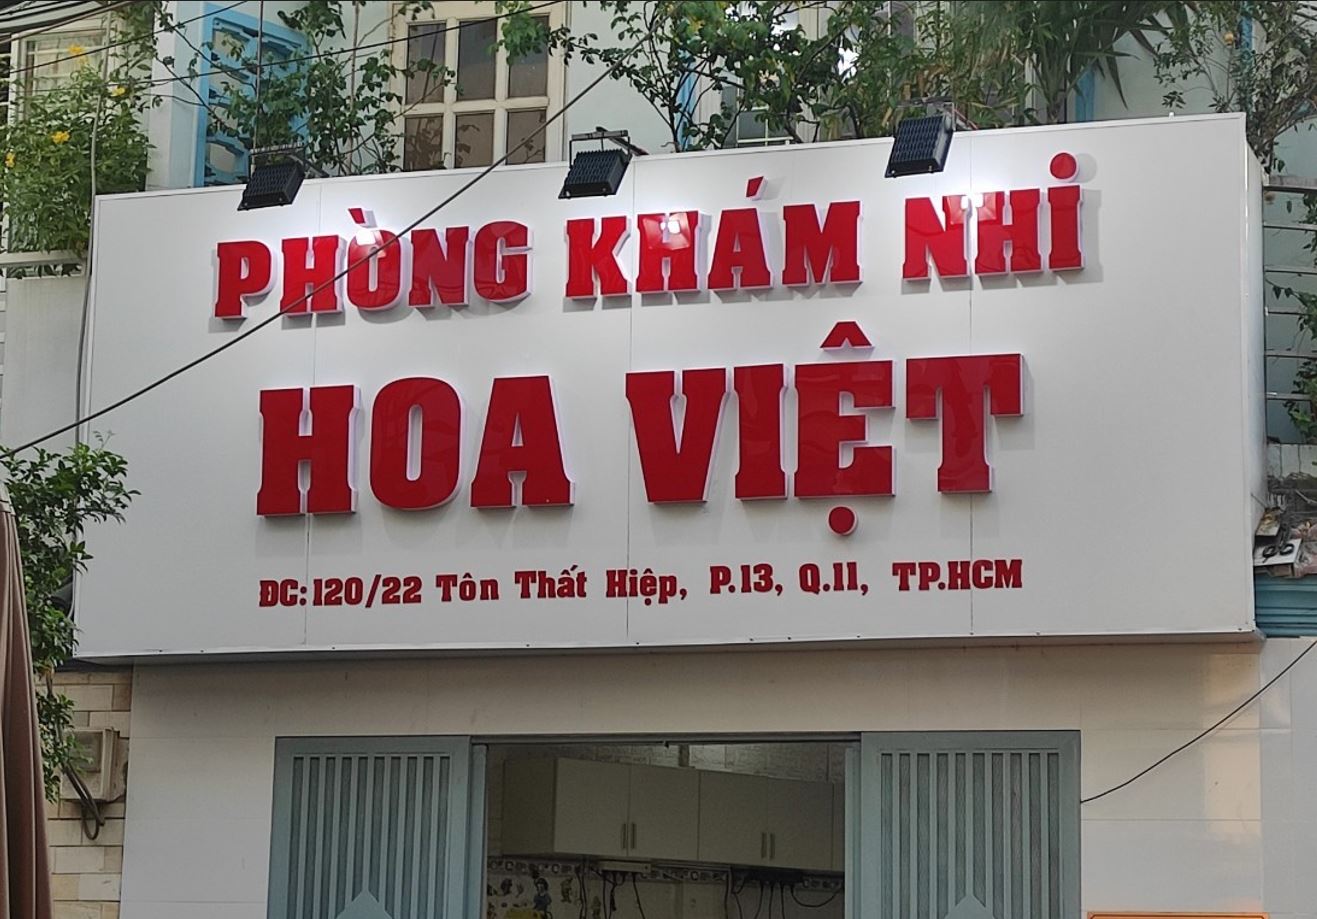 PHÒNG KHÁM NHi
HOA VIỆT
ĐC: 120/22 Tôn Thất Hiệp, P.13, Q.11, TP.HCM